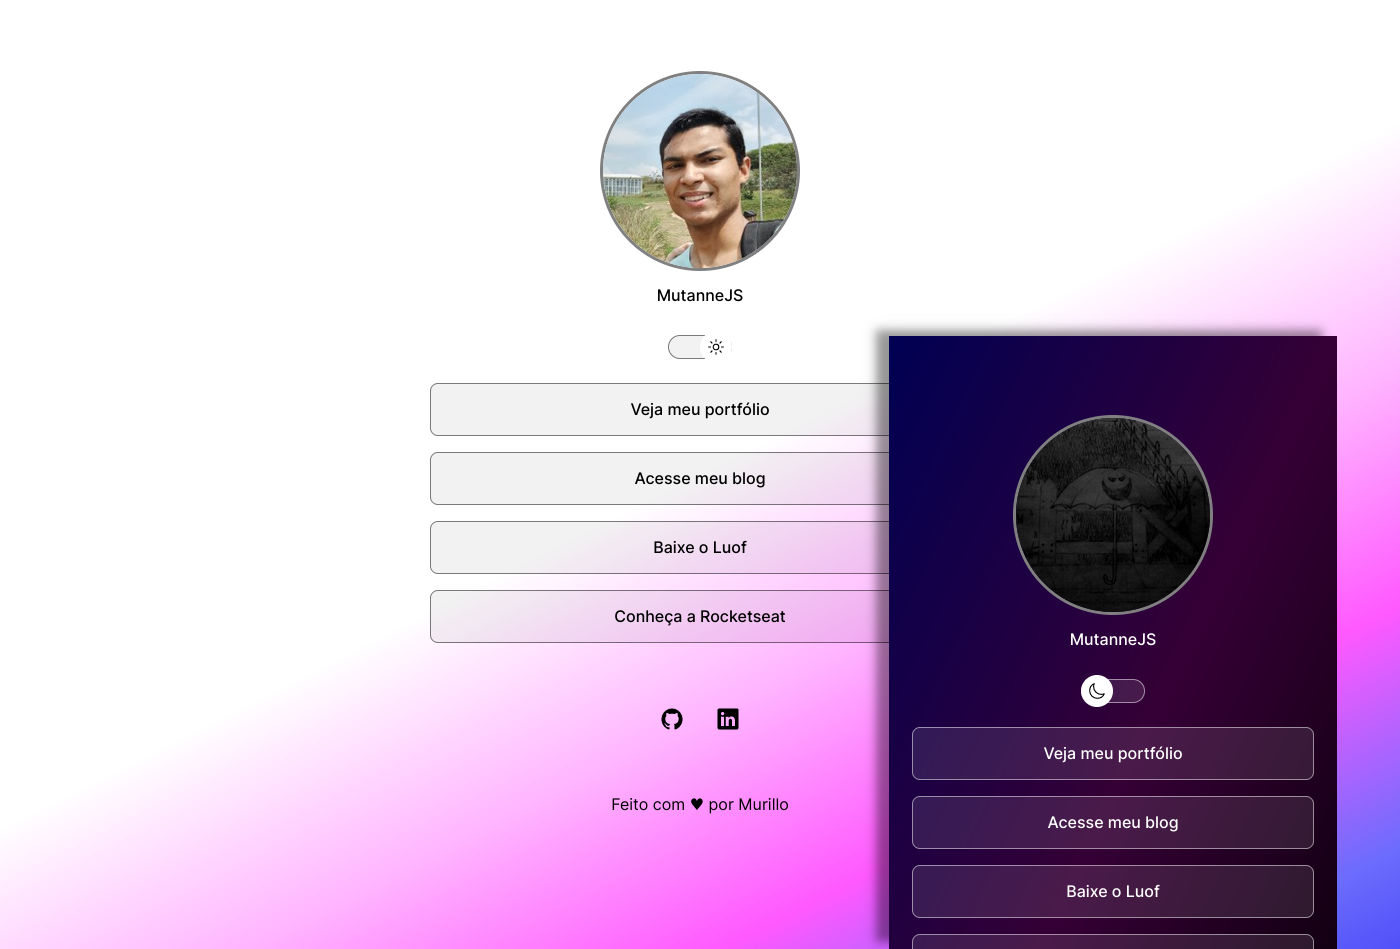 MutanneJS
Veja meu portfólio
Acesse meu blog
Baixe o Luof
Conheça a Rocketseat
in
Feito com ♥ por Murillo
MutanneJS
Veja meu portfólio
Acesse meu blog
Baixe o Luof